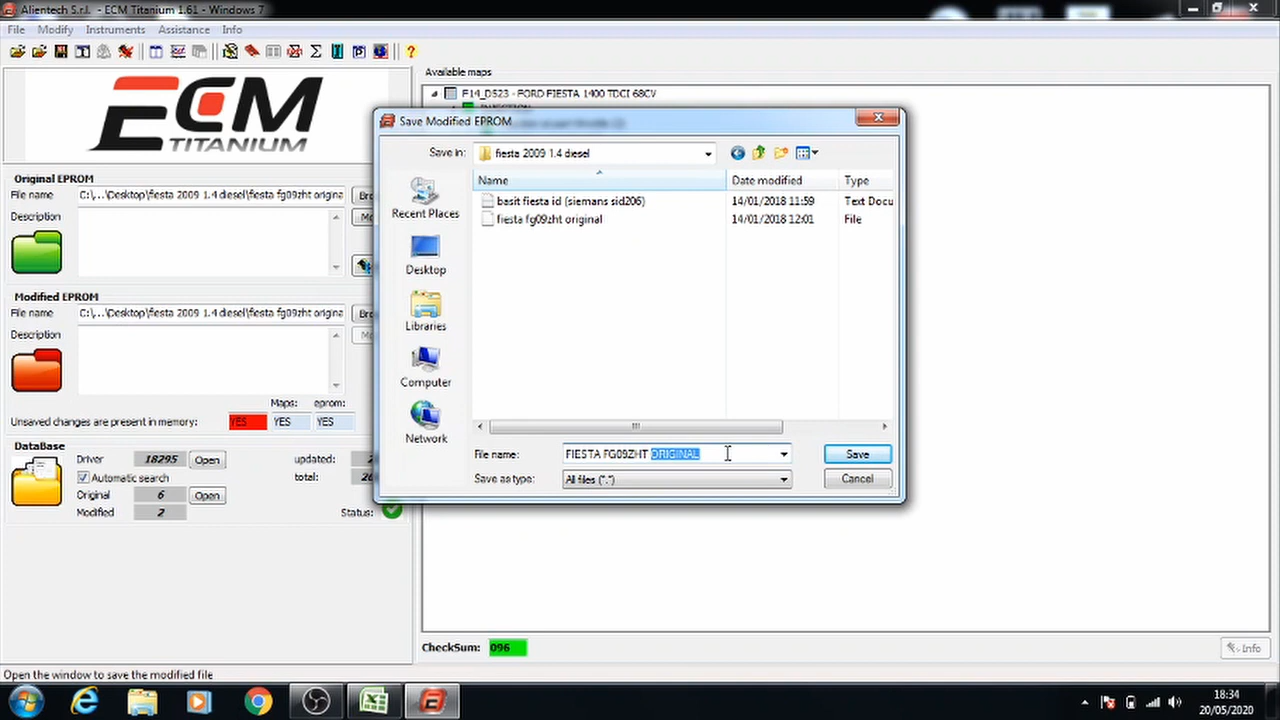 Alientech S.r.l. - ECM Titanium 1.61 - Windows 7
File Modify Instruments Assistance Info
ECM
TITANIUM
Original EPROM
File name C:\...\Desktop\fiesta 2009 1.4 diesel\fiesta fg09zht origina
Description
Modified EPROM
File name C:\...\Desktop\fiesta 2009 1.4 diesel\fiesta fg09zht origina
Description
Maps: eprom:
Unsaved changes are present in memory: YES YES YES
DataBase
Driver 18295 Open updated:
Automatic search total:
Original 6 Open
Modified 2 Status:
Available maps
F14_D523 - FORD FIESTA 1400 TDCI 68CV
Save Modified EPROM
Save in: fiesta 2009 1.4 diesel
Name Date modified Type
basit fiesta id (siemans sid206) 14/01/2018 11:59 Text Docu
fiesta fg09zht original 14/01/2018 12:01 File
Recent Places
Desktop
Libraries
Computer
Network
File name: FIESTA FG09ZHT ORIGINAL Save
Save as type: All files (*.*) Cancel
CheckSum: 096 Info
Open the window to save the modified file
18:34
20/05/2020